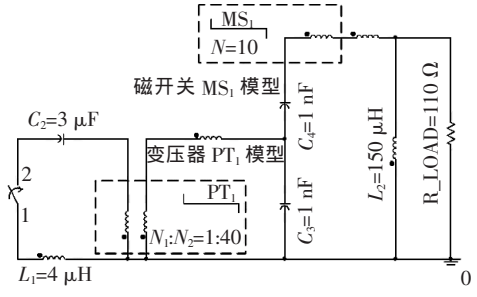 MS₁
N=10
磁开关 MS₁ 模型
C₂=3 μF
C₄=1 nF
变压器 PT₁ 模型
2
1
PT₁
N₁:N₂=1:40
C₃=1 nF
L₂=150 μH
R_LOAD=110 Ω
L₁=4 μH
0